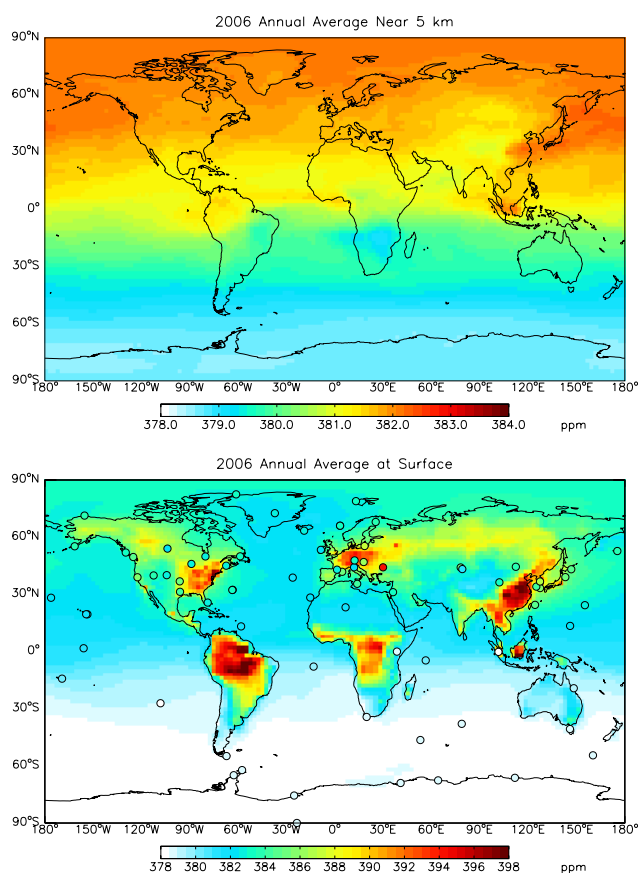 2006 Annual Average Near 5 km
90°N
60°N
30°N
0°
30°S
60°S
90°S
180° 150°W 120°W 90°W 60°W 30°W 0° 30°E 60°E 90°E 120°E 150°E 180°
378.0 379.0 380.0 381.0 382.0 383.0 384.0 ppm
2006 Annual Average at Surface
90°N
60°N
30°N
0°
30°S
60°S
90°S
180° 150°W 120°W 90°W 60°W 30°W 0° 30°E 60°E 90°E 120°E 150°E 180°
378 380 382 384 386 388 390 392 394 396 398 ppm